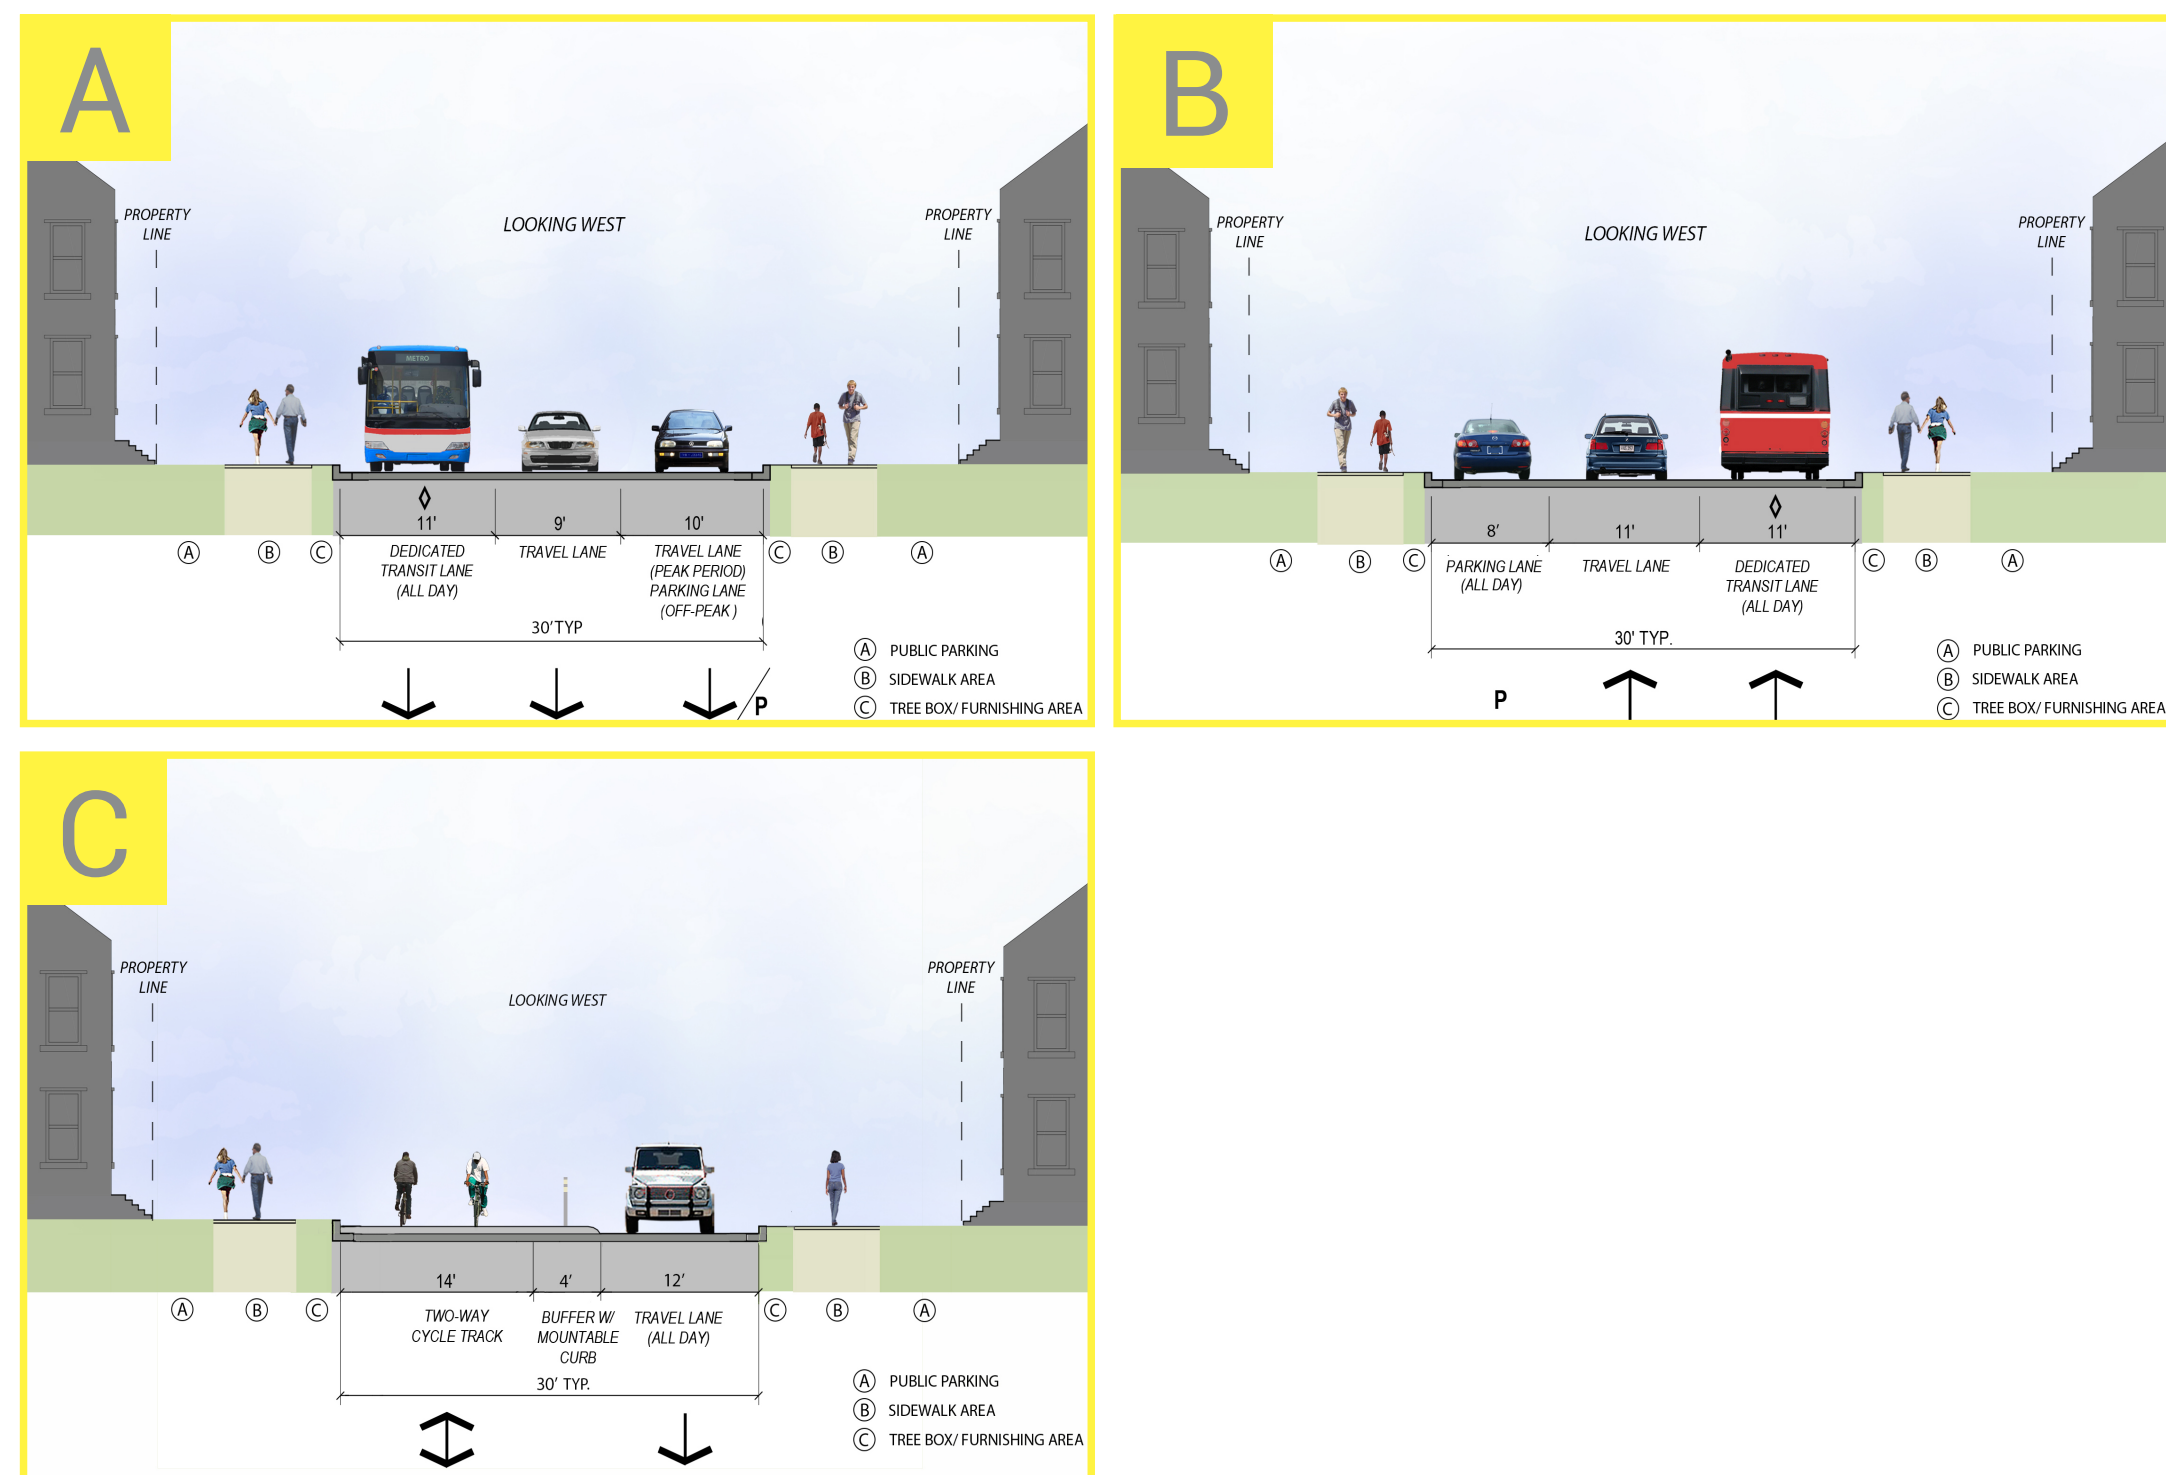 A
PROPERTY
LINE
LOOKING WEST
PROPERTY
LINE
METRO
11'
9'
10'
A
B
C
C
B
A
DEDICATED
TRANSIT LANE
(ALL DAY)
TRAVEL LANE
TRAVEL LANE
(PEAK PERIOD)
PARKING LANE
(OFF-PEAK )
30'TYP
P
A PUBLIC PARKING
B SIDEWALK AREA
C TREE BOX/ FURNISHING AREA
B
PROPERTY
LINE
LOOKING WEST
PROPERTY
LINE
8'
11'
11'
A
B
C
C
B
A
PARKING LANE
(ALL DAY)
TRAVEL LANE
DEDICATED
TRANSIT LANE
(ALL DAY)
30' TYP.
P
A PUBLIC PARKING
B SIDEWALK AREA
C TREE BOX/ FURNISHING AREA
C
PROPERTY
LINE
LOOKING WEST
PROPERTY
LINE
14'
4'
12'
A
B
C
C
B
A
TWO-WAY
CYCLE TRACK
BUFFER W/
MOUNTABLE
CURB
TRAVEL LANE
(ALL DAY)
30' TYP.
A PUBLIC PARKING
B SIDEWALK AREA
C TREE BOX/ FURNISHING AREA